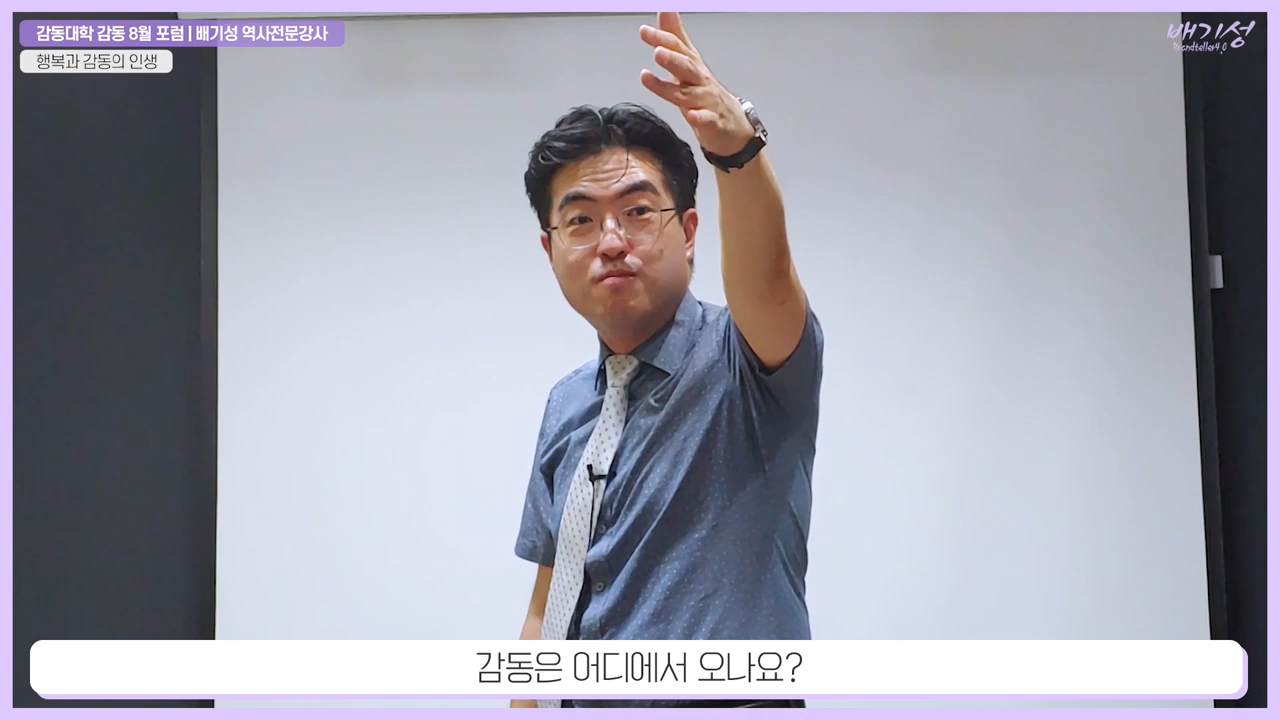 감동대학 감동 8월 포럼 | 배기성 역사전문강사
행복과 감동의 인생
배기성
Brandteller4.0
감동은 어디에서 오나요?